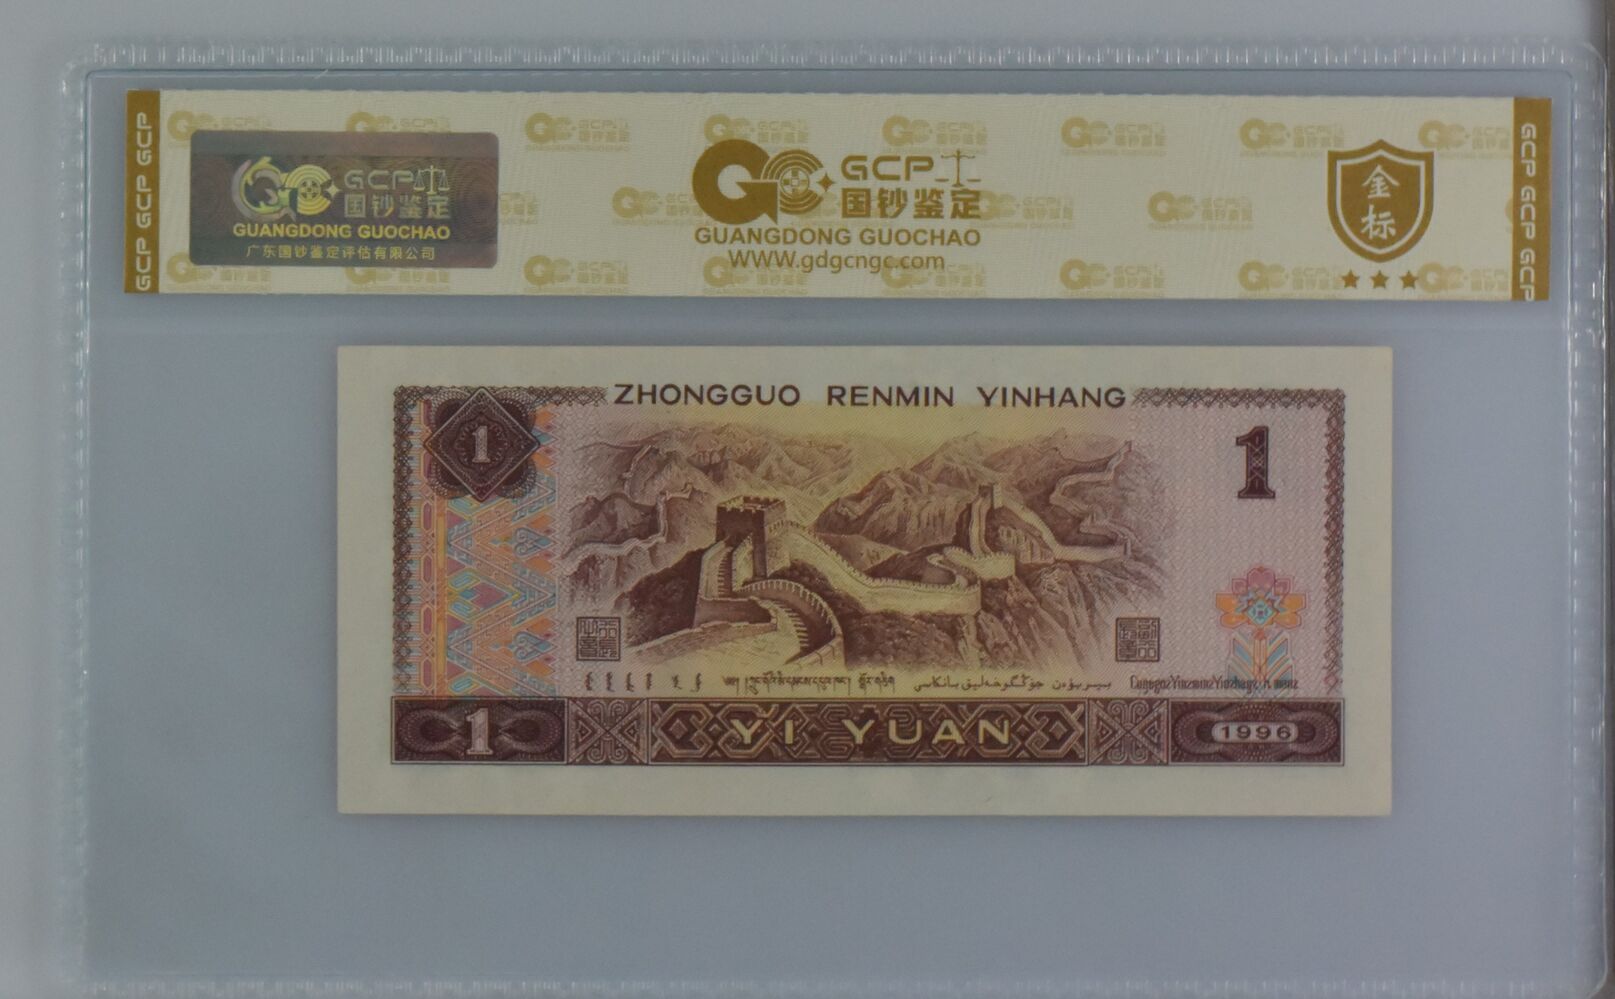 GCP GCP GCP
GCP
国钞鉴定
GUANGDONG GUOCHAO
广东国钞鉴定评估有限公司
GCP
国钞鉴定
GUANGDONG GUOCHAO
WWW.gdgcngc.com
金标
GCP GCP GCP
ZHONGGUO RENMIN YINHANG
1
1
1
YI YUAN
1996